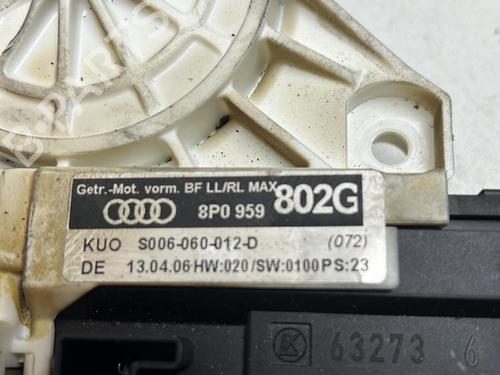 Getr.-Mot. vorm. BF LL/RL MAX
8P0 959 802G
KUO S006-060-012-D (072)
DE 13.04.06 HW:020/SW:0100 PS:23
K 63273 6